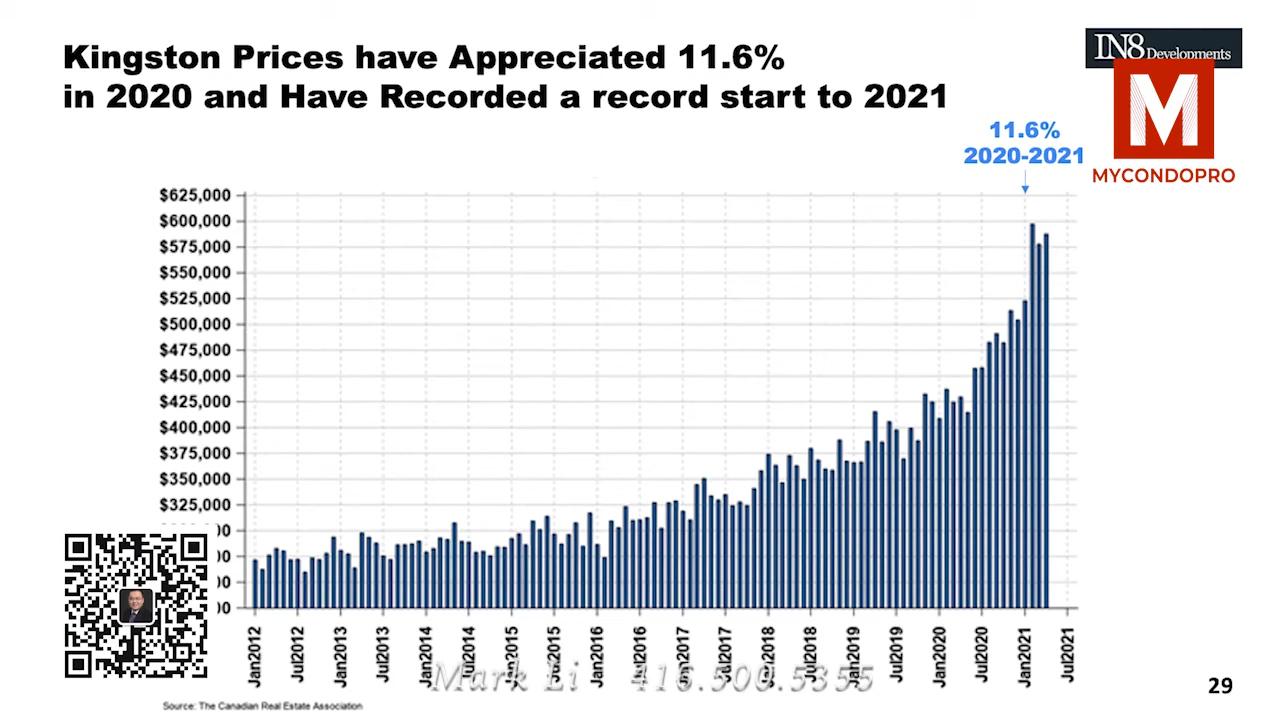 Kingston Prices have Appreciated 11.6%
in 2020 and Have Recorded a record start to 2021
IN8 Developments
M
MYCONDOPRO
11.6%
2020-2021
$625,000
$600,000
$575,000
$550,000
$525,000
$500,000
$475,000
$450,000
$425,000
$400,000
$375,000
$350,000
$325,000
Jan2012
Jul2012
Jan2013
Jul2013
Jan2014
Jul2014
Jan2015
Jul2015
Jan2016
Jul2016
Jan2017
Jul2017
Jan2018
Jul2018
Jan2019
Jul2019
Jan2020
Jul2020
Jan2021
Jul2021
Mark Li 416.500.5355
Source: The Canadian Real Estate Association
29